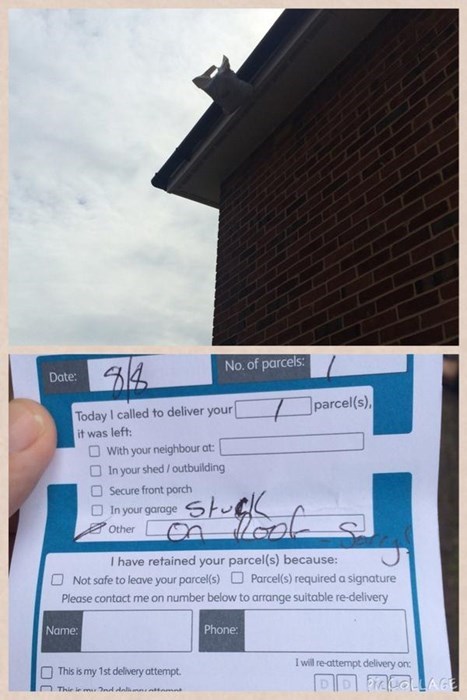 Date: 8/8 No. of parcels: 1
Today I called to deliver your 1 parcel(s),
it was left:
With your neighbour at:
In your shed / outbuilding
Secure front porch
In your garage Stuck
Other on Roof - Sorry!
I have retained your parcel(s) because:
Not safe to leave your parcel(s) Parcel(s) required a signature
Please contact me on number below to arrange suitable re-delivery
Name: Phone:
I will re-attempt delivery on:
This is my 1st delivery attempt.
D D
This is my 2nd delivery attempt